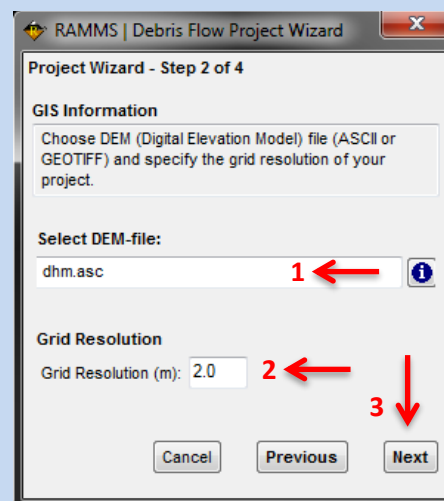 RAMMS | Debris Flow Project Wizard
Project Wizard - Step 2 of 4
GIS Information
Choose DEM (Digital Elevation Model) file (ASCII or
GEOTIFF) and specify the grid resolution of your
project.
Select DEM-file:
dhm.asc 1
Grid Resolution
Grid Resolution (m): 2.0 2
3
Cancel Previous Next